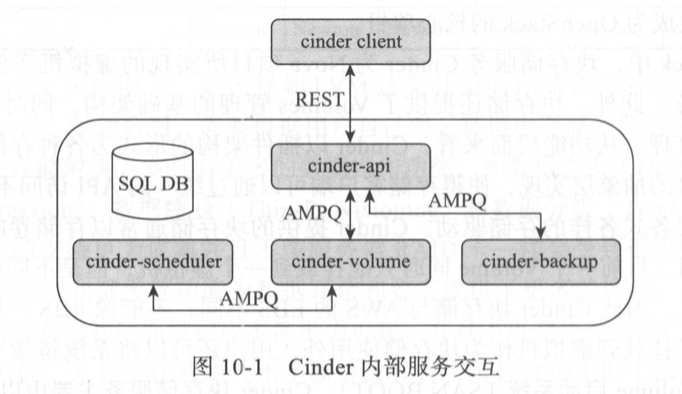 cinder client
REST
cinder-api
SQL DB
AMPQ
AMPQ
cinder-scheduler
cinder-volume
cinder-backup
AMPQ
图 10-1 Cinder 内部服务交互